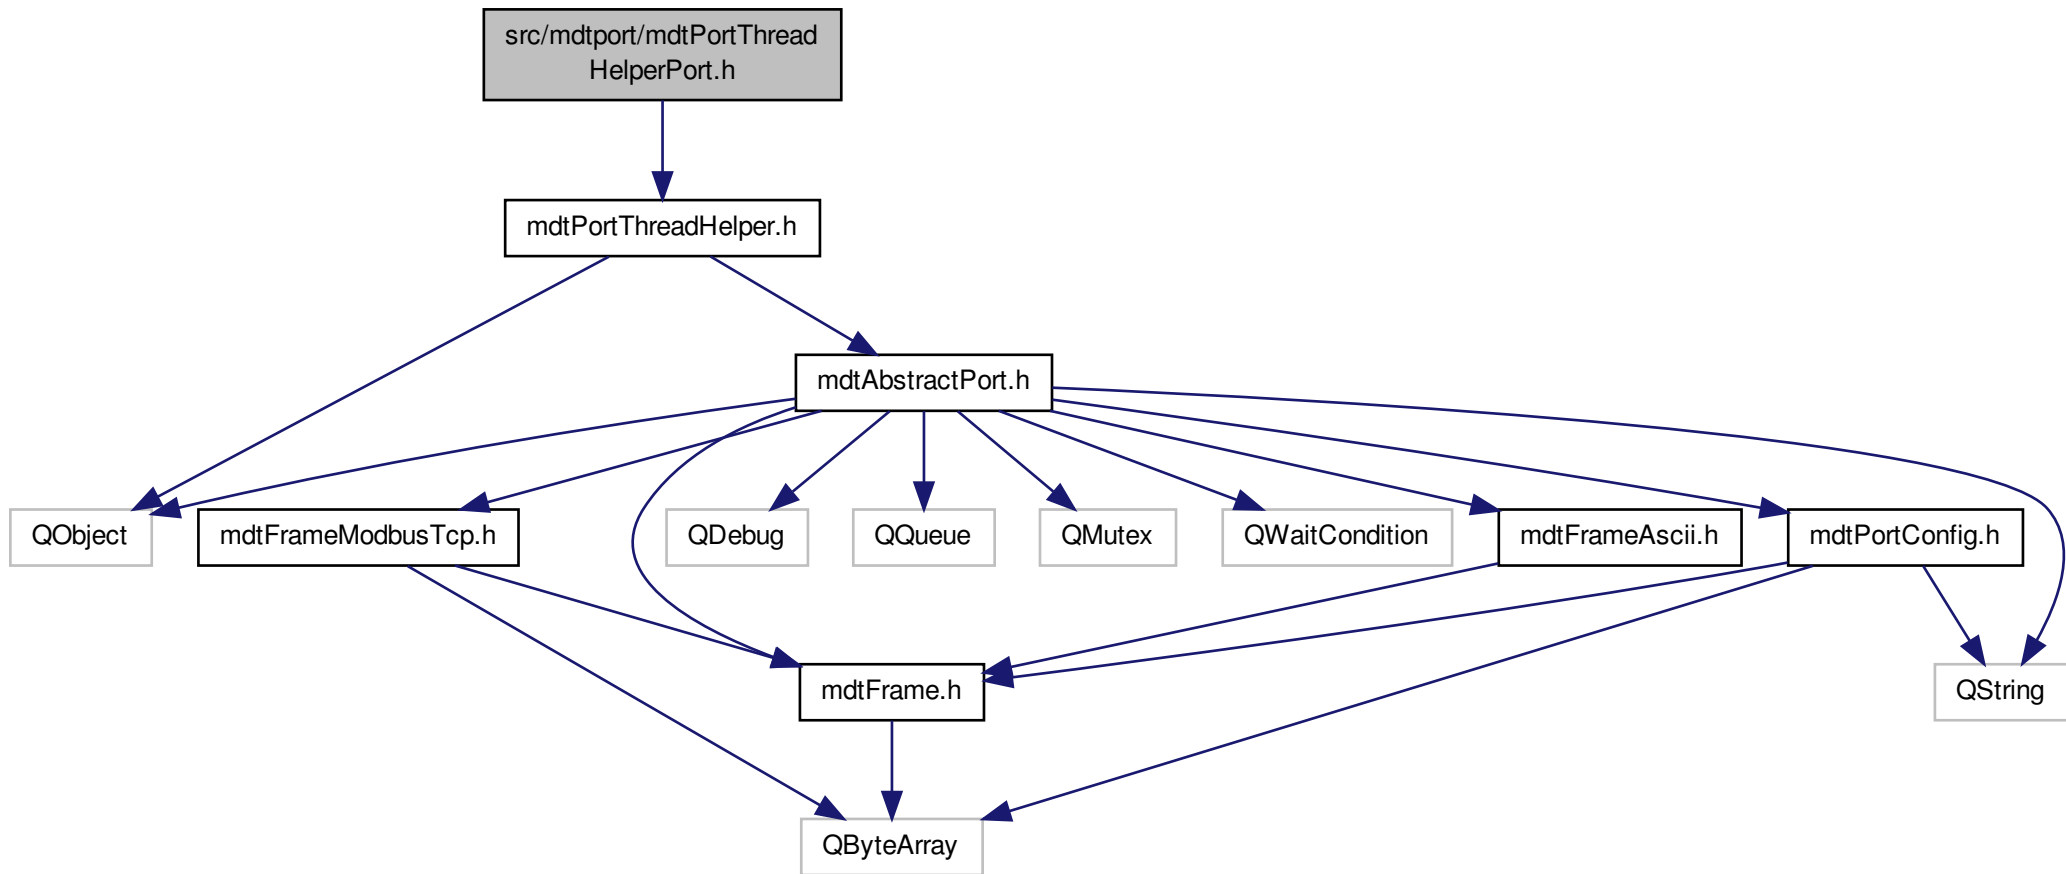 src/mdtport/mdtPortThread
HelperPort.h
mdtPortThreadHelper.h
mdtAbstractPort.h
QObject
mdtFrameModbusTcp.h
QDebug
QQueue
QMutex
QWaitCondition
mdtFrameAscii.h
mdtPortConfig.h
mdtFrame.h
QString
QByteArray